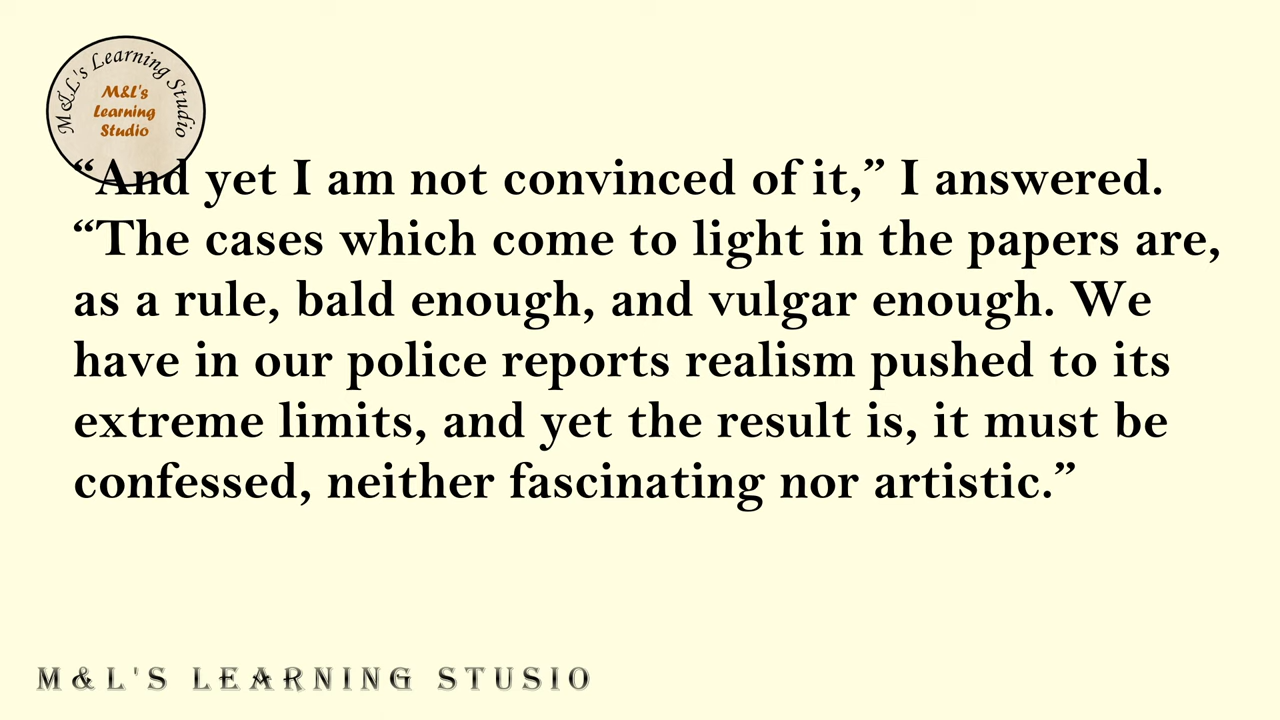 M&L's Learning Studio
M&L's
Learning
Studio
“And yet I am not convinced of it,” I answered.
“The cases which come to light in the papers are,
as a rule, bald enough, and vulgar enough. We
have in our police reports realism pushed to its
extreme limits, and yet the result is, it must be
confessed, neither fascinating nor artistic.”
M&L'S LEARNING STUSIO